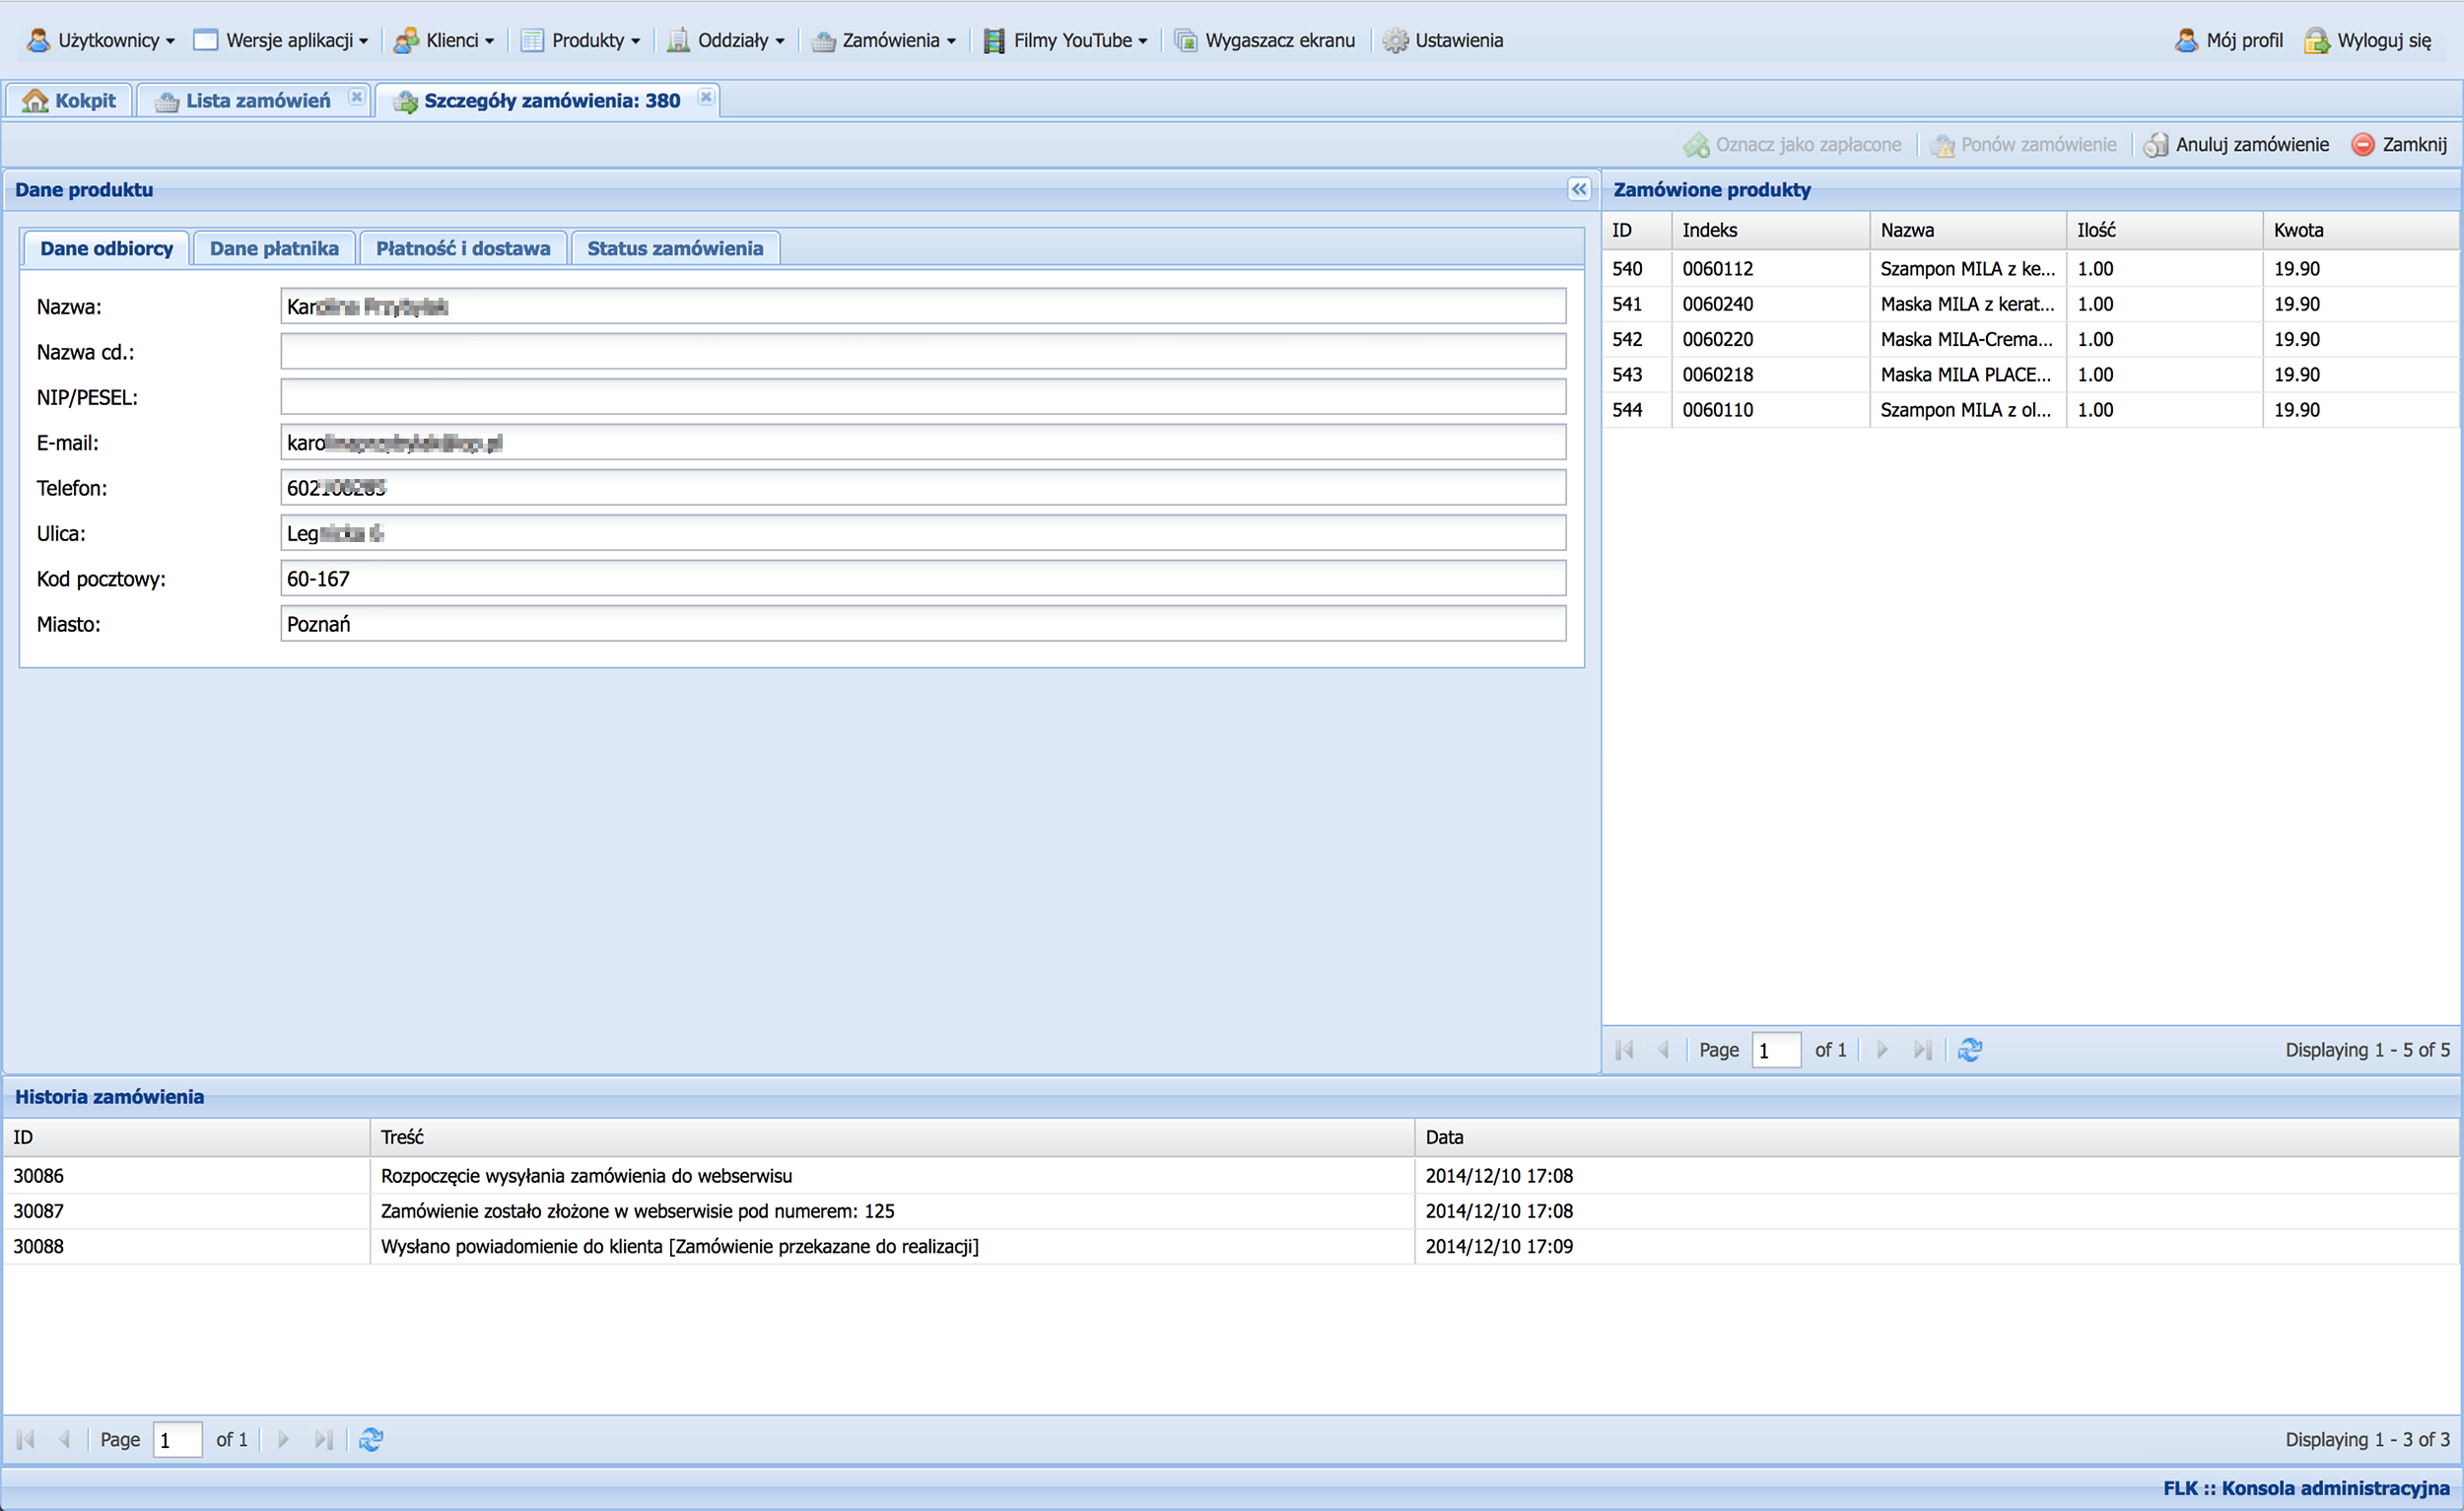 Użytkownicy Wersje aplikacji Klienci Produkty Oddziały Zamówienia Filmy YouTube Wygaszacz ekranu Ustawienia Mój profil Wyloguj się
Kokpit Lista zamówień Szczegóły zamówienia: 380
Oznacz jako zapłacone Ponów zamówienie Anuluj zamówienie Zamknij
Dane produktu
Dane odbiorcy Dane płatnika Płatność i dostawa Status zamówienia
Nazwa:
Nazwa cd.:
NIP/PESEL:
E-mail:
Telefon:
Ulica:
Kod pocztowy: 60-167
Miasto: Poznań
Zamówione produkty
ID Indeks Nazwa Ilość Kwota
540 0060112 Szampon MILA z ke... 1.00 19.90
541 0060240 Maska MILA z kerat... 1.00 19.90
542 0060220 Maska MILA-Crema... 1.00 19.90
543 0060218 Maska MILA PLACE... 1.00 19.90
544 0060110 Szampon MILA z ol... 1.00 19.90
Page 1 of 1 Displaying 1 - 5 of 5
Historia zamówienia
ID Treść Data
30086 Rozpoczęcie wysyłania zamówienia do webserwisu 2014/12/10 17:08
30087 Zamówienie zostało złożone w webserwisie pod numerem: 125 2014/12/10 17:08
30088 Wysłano powiadomienie do klienta [Zamówienie przekazane do realizacji] 2014/12/10 17:09
Page 1 of 1 Displaying 1 - 3 of 3
FLK :: Konsola administracyjna